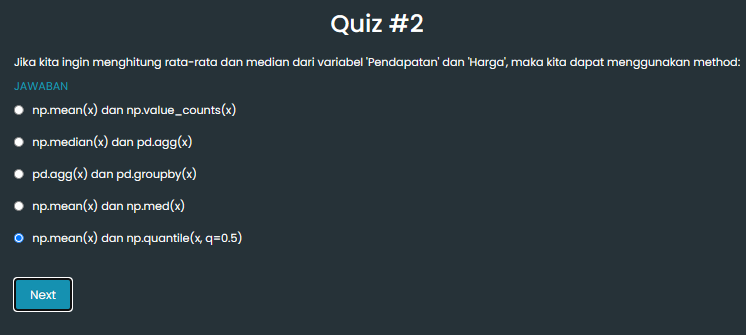 Quiz #2
Jika kita ingin menghitung rata-rata dan median dari variabel 'Pendapatan' dan 'Harga', maka kita dapat menggunakan method:
JAWABAN
np.mean(x) dan np.value_counts(x)
np.median(x) dan pd.agg(x)
pd.agg(x) dan pd.groupby(x)
np.mean(x) dan np.med(x)
np.mean(x) dan np.quantile(x, q=0.5)
Next